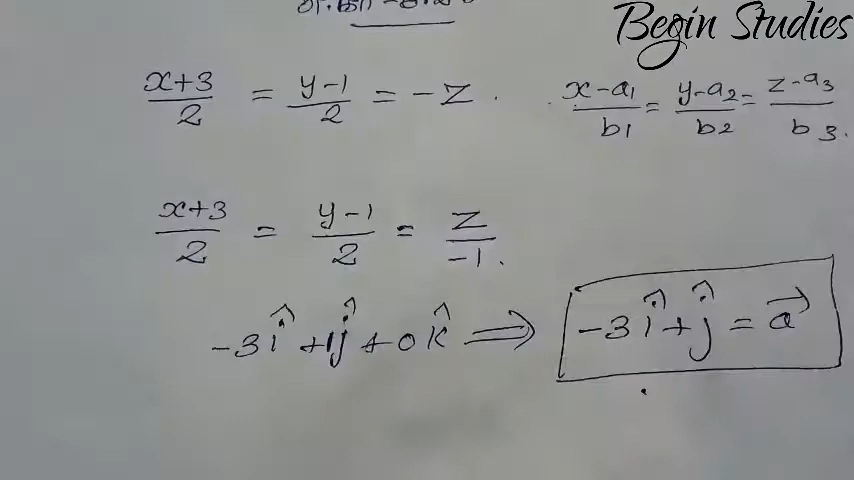 Begin Studies
x+3/2 = y-1/2 = -z . x-a1/b1 = y-a2/b2 = z-a3/b3.
x+3/2 = y-1/2 = z/-1.
-3î + 1ĵ + 0k̂ ⟹ -3î + ĵ = a⃗